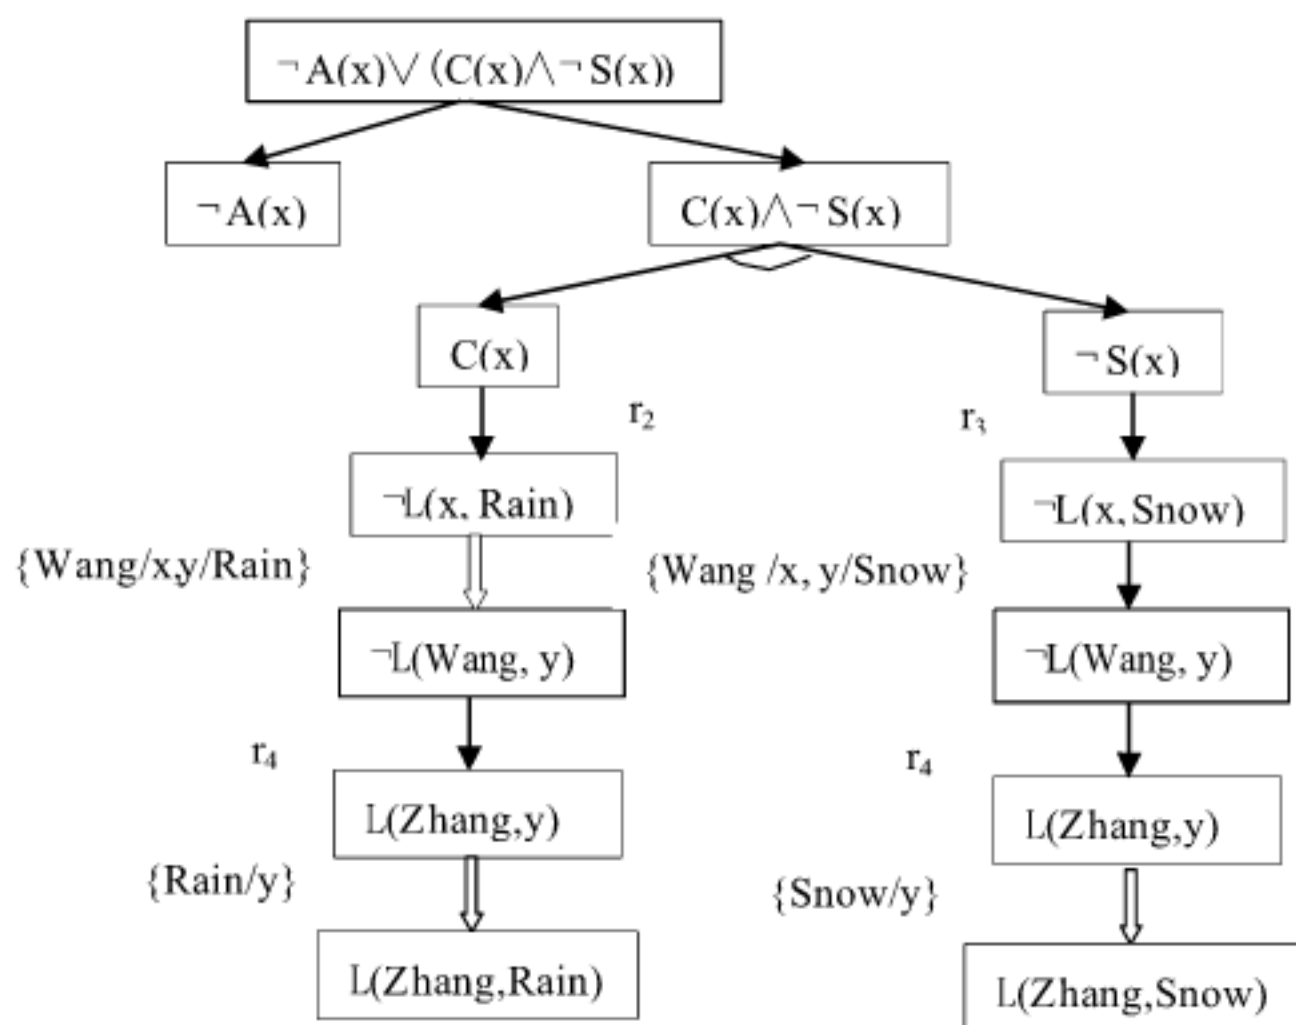 ¬A(x)∨(C(x)∧¬S(x))
¬A(x)
C(x)∧¬S(x)
C(x)
¬S(x)
r₂
r₃
¬L(x, Rain)
¬L(x, Snow)
{Wang/x,y/Rain}
{Wang /x, y/Snow}
¬L(Wang, y)
¬L(Wang, y)
r₄
r₄
L(Zhang,y)
L(Zhang,y)
{Rain/y}
{Snow/y}
L(Zhang,Rain)
L(Zhang,Snow)